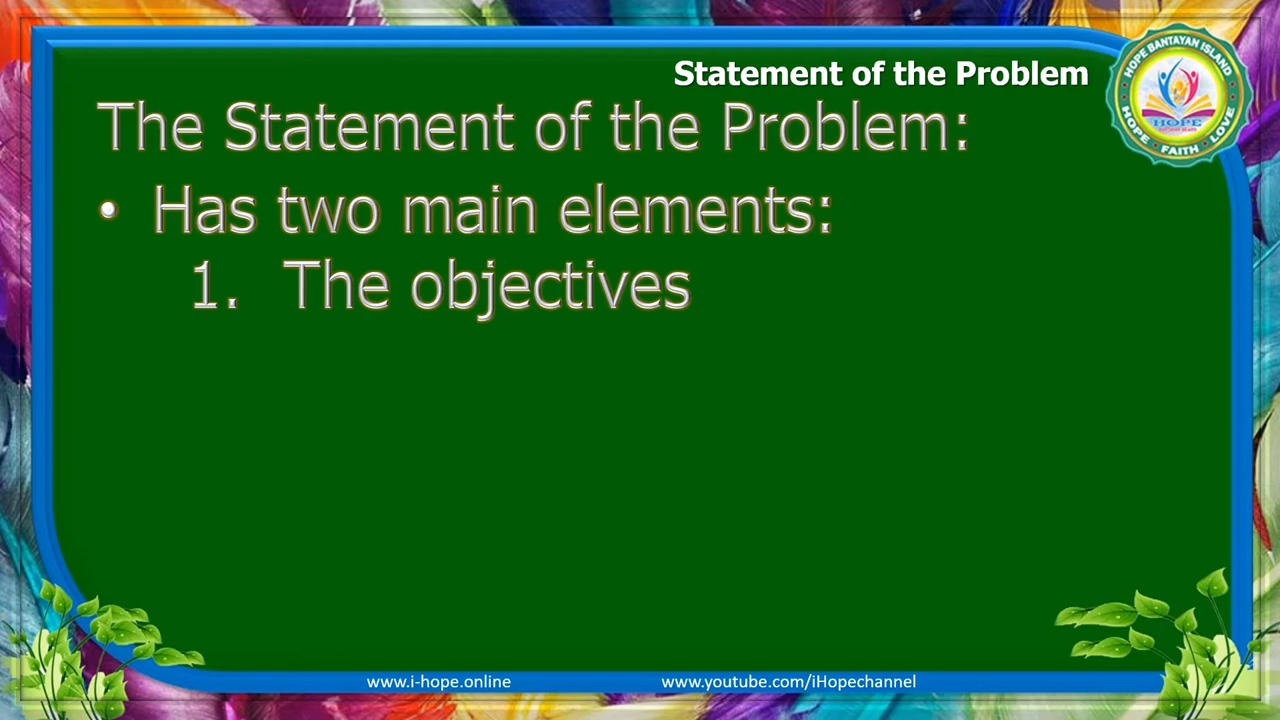 Statement of the Problem
HOPE BANTAYAN ISLAND
HOPE
HOPE • FAITH • LOVE
The Statement of the Problem:
• Has two main elements:
1. The objectives
www.i-hope.online
www.youtube.com/iHopechannel